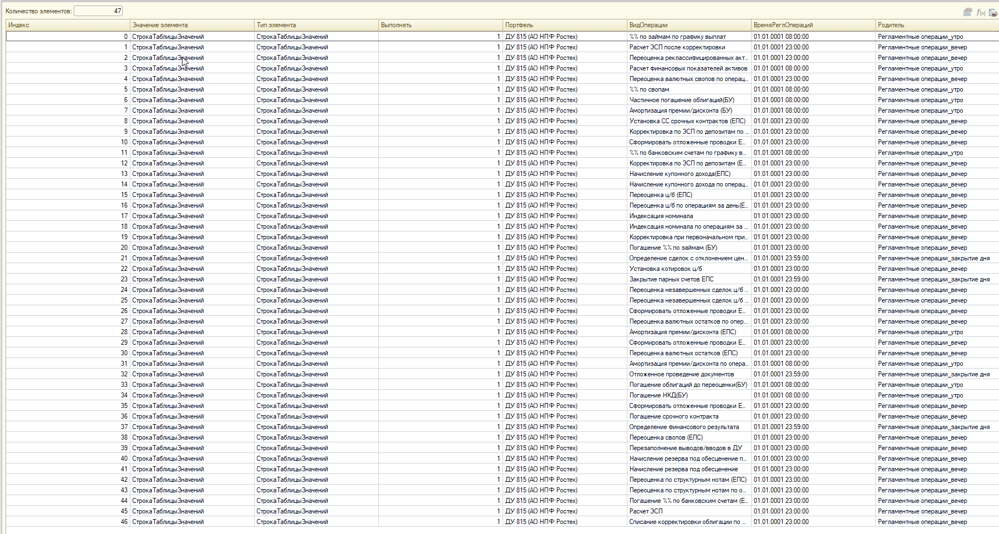 Количество элементов: 47
Индекс Значение элемента Тип элемента Выполнять Портфель ВидОперации ВремяРеглОпераций Родитель
0 СтрокаТаблицыЗначений СтрокаТаблицыЗначений 1 ДУ 815 (АО НПФ Ростех) %% по займам по графику выплат 01.01.0001 08:00:00 Регламентные операции_утро
1 СтрокаТаблицыЗначений СтрокаТаблицыЗначений 1 ДУ 815 (АО НПФ Ростех) Расчет ЭСП после корректировки 01.01.0001 23:00:00 Регламентные операции_вечер
2 СтрокаТаблицыЗначений СтрокаТаблицыЗначений 1 ДУ 815 (АО НПФ Ростех) Переоценка реклассифицированных акт... 01.01.0001 23:00:00 Регламентные операции_вечер
3 СтрокаТаблицыЗначений СтрокаТаблицыЗначений 1 ДУ 815 (АО НПФ Ростех) Расчет финансовых показателей активов 01.01.0001 08:00:00 Регламентные операции_утро
4 СтрокаТаблицыЗначений СтрокаТаблицыЗначений 1 ДУ 815 (АО НПФ Ростех) Переоценка валютных свопов по операц... 01.01.0001 23:00:00 Регламентные операции_вечер
5 СтрокаТаблицыЗначений СтрокаТаблицыЗначений 1 ДУ 815 (АО НПФ Ростех) %% по свопам 01.01.0001 08:00:00 Регламентные операции_утро
6 СтрокаТаблицыЗначений СтрокаТаблицыЗначений 1 ДУ 815 (АО НПФ Ростех) Частичное погашение облигаций(БУ) 01.01.0001 08:00:00 Регламентные операции_утро
7 СтрокаТаблицыЗначений СтрокаТаблицыЗначений 1 ДУ 815 (АО НПФ Ростех) Амортизация премии/дисконта (БУ) 01.01.0001 08:00:00 Регламентные операции_утро
8 СтрокаТаблицыЗначений СтрокаТаблицыЗначений 1 ДУ 815 (АО НПФ Ростех) Установка СС срочных контрактов (ЕПС) 01.01.0001 23:00:00 Регламентные операции_вечер
9 СтрокаТаблицыЗначений СтрокаТаблицыЗначений 1 ДУ 815 (АО НПФ Ростех) Корректировка по ЭСП по депозитам по ... 01.01.0001 23:00:00 Регламентные операции_вечер
10 СтрокаТаблицыЗначений СтрокаТаблицыЗначений 1 ДУ 815 (АО НПФ Ростех) Сформировать отложенные проводки Е... 01.01.0001 23:00:00 Регламентные операции_вечер
11 СтрокаТаблицыЗначений СтрокаТаблицыЗначений 1 ДУ 815 (АО НПФ Ростех) %% по банковским счетам по графику в... 01.01.0001 08:00:00 Регламентные операции_утро
12 СтрокаТаблицыЗначений СтрокаТаблицыЗначений 1 ДУ 815 (АО НПФ Ростех) Корректировка по ЭСП по депозитам (Е... 01.01.0001 23:00:00 Регламентные операции_вечер
13 СтрокаТаблицыЗначений СтрокаТаблицыЗначений 1 ДУ 815 (АО НПФ Ростех) Начисление купонного дохода(ЕПС) 01.01.0001 23:00:00 Регламентные операции_вечер
14 СтрокаТаблицыЗначений СтрокаТаблицыЗначений 1 ДУ 815 (АО НПФ Ростех) Начисление купонного дохода по операц... 01.01.0001 23:00:00 Регламентные операции_вечер
15 СтрокаТаблицыЗначений СтрокаТаблицыЗначений 1 ДУ 815 (АО НПФ Ростех) Переоценка ц/б (ЕПС) 01.01.0001 23:00:00 Регламентные операции_вечер
16 СтрокаТаблицыЗначений СтрокаТаблицыЗначений 1 ДУ 815 (АО НПФ Ростех) Переоценка ц/б по операциям за день(Е... 01.01.0001 23:00:00 Регламентные операции_вечер
17 СтрокаТаблицыЗначений СтрокаТаблицыЗначений 1 ДУ 815 (АО НПФ Ростех) Индексация номинала 01.01.0001 23:00:00 Регламентные операции_вечер
18 СтрокаТаблицыЗначений СтрокаТаблицыЗначений 1 ДУ 815 (АО НПФ Ростех) Индексация номинала по операциям за ... 01.01.0001 23:00:00 Регламентные операции_вечер
19 СтрокаТаблицыЗначений СтрокаТаблицыЗначений 1 ДУ 815 (АО НПФ Ростех) Корректировка при первоначальном при... 01.01.0001 23:00:00 Регламентные операции_вечер
20 СтрокаТаблицыЗначений СтрокаТаблицыЗначений 1 ДУ 815 (АО НПФ Ростех) Погашение %% по займам (БУ) 01.01.0001 23:00:00 Регламентные операции_вечер
21 СтрокаТаблицыЗначений СтрокаТаблицыЗначений 1 ДУ 815 (АО НПФ Ростех) Определение сделок с отклонением цен... 01.01.0001 23:59:00 Регламентные операции_закрытие дня
22 СтрокаТаблицыЗначений СтрокаТаблицыЗначений 1 ДУ 815 (АО НПФ Ростех) Установка котировок ц/б 01.01.0001 23:00:00 Регламентные операции_вечер
23 СтрокаТаблицыЗначений СтрокаТаблицыЗначений 1 ДУ 815 (АО НПФ Ростех) Закрытие парных счетов ЕПС 01.01.0001 23:59:00 Регламентные операции_закрытие дня
24 СтрокаТаблицыЗначений СтрокаТаблицыЗначений 1 ДУ 815 (АО НПФ Ростех) Переоценка незавершенных сделок ц/б ... 01.01.0001 23:00:00 Регламентные операции_вечер
25 СтрокаТаблицыЗначений СтрокаТаблицыЗначений 1 ДУ 815 (АО НПФ Ростех) Переоценка незавершенных сделок ц/б ... 01.01.0001 23:00:00 Регламентные операции_вечер
26 СтрокаТаблицыЗначений СтрокаТаблицыЗначений 1 ДУ 815 (АО НПФ Ростех) Сформировать отложенные проводки Е... 01.01.0001 23:00:00 Регламентные операции_вечер
27 СтрокаТаблицыЗначений СтрокаТаблицыЗначений 1 ДУ 815 (АО НПФ Ростех) Переоценка валютных остатков по опер... 01.01.0001 23:00:00 Регламентные операции_вечер
28 СтрокаТаблицыЗначений СтрокаТаблицыЗначений 1 ДУ 815 (АО НПФ Ростех) Амортизация премии/дисконта (ЕПС) 01.01.0001 08:00:00 Регламентные операции_утро
29 СтрокаТаблицыЗначений СтрокаТаблицыЗначений 1 ДУ 815 (АО НПФ Ростех) Сформировать отложенные проводки Е... 01.01.0001 23:00:00 Регламентные операции_вечер
30 СтрокаТаблицыЗначений СтрокаТаблицыЗначений 1 ДУ 815 (АО НПФ Ростех) Переоценка валютных остатков (ЕПС) 01.01.0001 23:00:00 Регламентные операции_вечер
31 СтрокаТаблицыЗначений СтрокаТаблицыЗначений 1 ДУ 815 (АО НПФ Ростех) Амортизация премии/дисконта по опера... 01.01.0001 08:00:00 Регламентные операции_утро
32 СтрокаТаблицыЗначений СтрокаТаблицыЗначений 1 ДУ 815 (АО НПФ Ростех) Отложенное проведение документов 01.01.0001 23:59:00 Регламентные операции_закрытие дня
33 СтрокаТаблицыЗначений СтрокаТаблицыЗначений 1 ДУ 815 (АО НПФ Ростех) Погашение облигаций до переоценки(БУ) 01.01.0001 08:00:00 Регламентные операции_утро
34 СтрокаТаблицыЗначений СтрокаТаблицыЗначений 1 ДУ 815 (АО НПФ Ростех) Погашение НКД(БУ) 01.01.0001 08:00:00 Регламентные операции_утро
35 СтрокаТаблицыЗначений СтрокаТаблицыЗначений 1 ДУ 815 (АО НПФ Ростех) Сформировать отложенные проводки Е... 01.01.0001 23:00:00 Регламентные операции_вечер
36 СтрокаТаблицыЗначений СтрокаТаблицыЗначений 1 ДУ 815 (АО НПФ Ростех) Погашение срочного контракта 01.01.0001 23:00:00 Регламентные операции_вечер
37 СтрокаТаблицыЗначений СтрокаТаблицыЗначений 1 ДУ 815 (АО НПФ Ростех) Определение финансового результата 01.01.0001 23:59:00 Регламентные операции_закрытие дня
38 СтрокаТаблицыЗначений СтрокаТаблицыЗначений 1 ДУ 815 (АО НПФ Ростех) Переоценка свопов (ЕПС) 01.01.0001 23:00:00 Регламентные операции_вечер
39 СтрокаТаблицыЗначений СтрокаТаблицыЗначений 1 ДУ 815 (АО НПФ Ростех) Перезаполнение выводов/вводов в ДУ 01.01.0001 23:00:00 Регламентные операции_вечер
40 СтрокаТаблицыЗначений СтрокаТаблицыЗначений 1 ДУ 815 (АО НПФ Ростех) Начисление резерва под обесценение п... 01.01.0001 23:00:00 Регламентные операции_вечер
41 СтрокаТаблицыЗначений СтрокаТаблицыЗначений 1 ДУ 815 (АО НПФ Ростех) Начисление резерва под обесценение 01.01.0001 23:00:00 Регламентные операции_вечер
42 СтрокаТаблицыЗначений СтрокаТаблицыЗначений 1 ДУ 815 (АО НПФ Ростех) Переоценка по структурным нотам (ЕПС) 01.01.0001 23:00:00 Регламентные операции_вечер
43 СтрокаТаблицыЗначений СтрокаТаблицыЗначений 1 ДУ 815 (АО НПФ Ростех) Переоценка по структурным нотам по о... 01.01.0001 23:00:00 Регламентные операции_вечер
44 СтрокаТаблицыЗначений СтрокаТаблицыЗначений 1 ДУ 815 (АО НПФ Ростех) Погашение %% по банковским счетам (Е... 01.01.0001 23:00:00 Регламентные операции_вечер
45 СтрокаТаблицыЗначений СтрокаТаблицыЗначений 1 ДУ 815 (АО НПФ Ростех) Расчет ЭСП 01.01.0001 23:00:00 Регламентные операции_вечер
46 СтрокаТаблицыЗначений СтрокаТаблицыЗначений 1 ДУ 815 (АО НПФ Ростех) Списание корректировки облигации по ... 01.01.0001 23:00:00 Регламентные операции_вечер